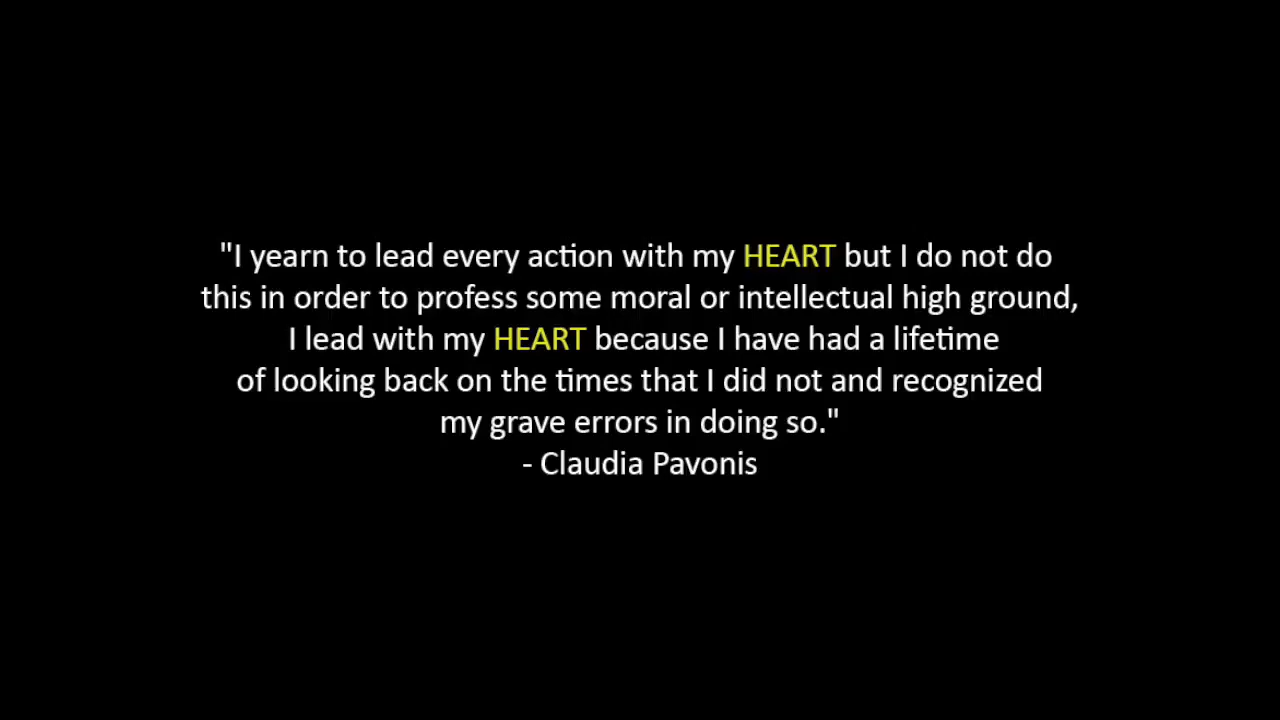 "I yearn to lead every action with my HEART but I do not do
this in order to profess some moral or intellectual high ground,
I lead with my HEART because I have had a lifetime
of looking back on the times that I did not and recognized
my grave errors in doing so."
- Claudia Pavonis